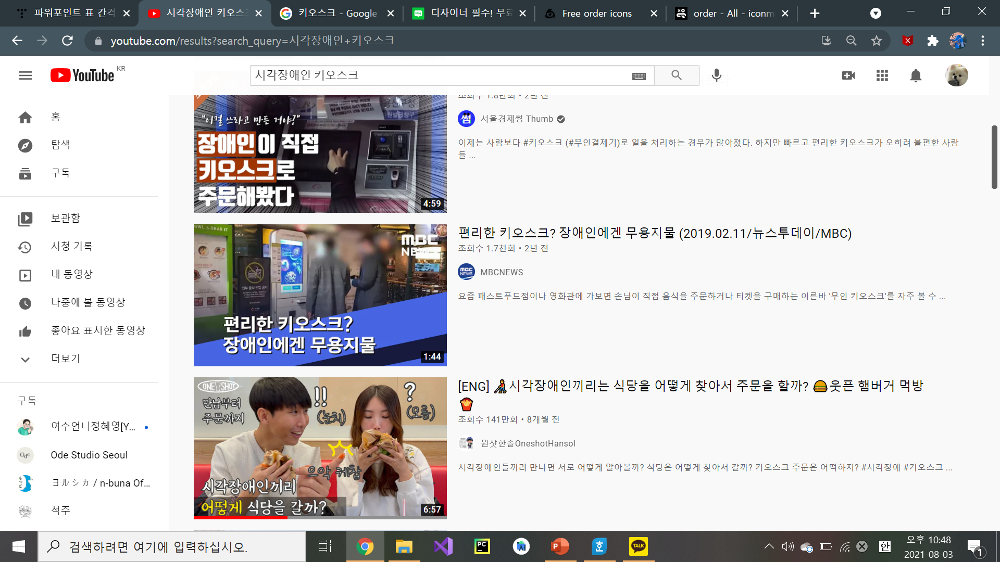 파워포인트 표 간격
시각장애인 키오스크
키오스크 - Google
디자이너 필수! 무료
Free order icons
order - All - iconm
youtube.com/results?search_query=시각장애인+키오스크
YouTube KR
시각장애인 키오스크
홈
탐색
구독
보관함
시청 기록
내 동영상
나중에 볼 동영상
좋아요 표시한 동영상
더보기
구독
여수언니정혜영[Y...
Ode
Ode Studio Seoul
ヨルシカ / n-buna Of...
석주
"이걸 쓰라고 만든 거야?"
장애인이 직접
키오스크로
주문해봤다
4:59
조회수 1.8만회 • 2년 전
썸
서울경제썸 Thumb
이제는 사람보다 #키오스크 (#무인결제기)로 일을 처리하는 경우가 많아졌다. 하지만 빠르고 편리한 키오스크가 오히려 불편한 사람
들 ...
OWL & GRAB IT
외부 음식 반입 금지
MBC
NEWS
편리한 키오스크?
장애인에겐 무용지물
1:44
편리한 키오스크? 장애인에겐 무용지물 (2019.02.11/뉴스투데이/MBC)
조회수 1.7천회 • 2년 전
MBC
NEWS
MBCNEWS
요즘 패스트푸드점이나 영화관에 가보면 손님이 직접 음식을 주문하거나 티켓을 구매하는 이른바 '무인 키오스크'를 자주 볼 수 ...
ONE SHOT
만남부터
주문까지
!!
(눈치)
?
(모름)
으악 케찹
시각장애인끼리
어떻게 식당을 갈까?
6:57
[ENG] 시각장애인끼리는 식당을 어떻게 찾아서 주문을 할까? 웃픈 햄버거 먹방
조회수 141만회 • 8개월 전
원샷한솔OneshotHansol
시각장애인들끼리 만나면 서로 어떻게 알아볼까? 식당은 어떻게 찾아서 갈까? 키오스크 주문은 어떡하지? #시각장애 #키오스크 ...
검색하려면 여기에 입력하십시오.
PC
P
호
TALK
한
오후 10:48
2021-08-03
1